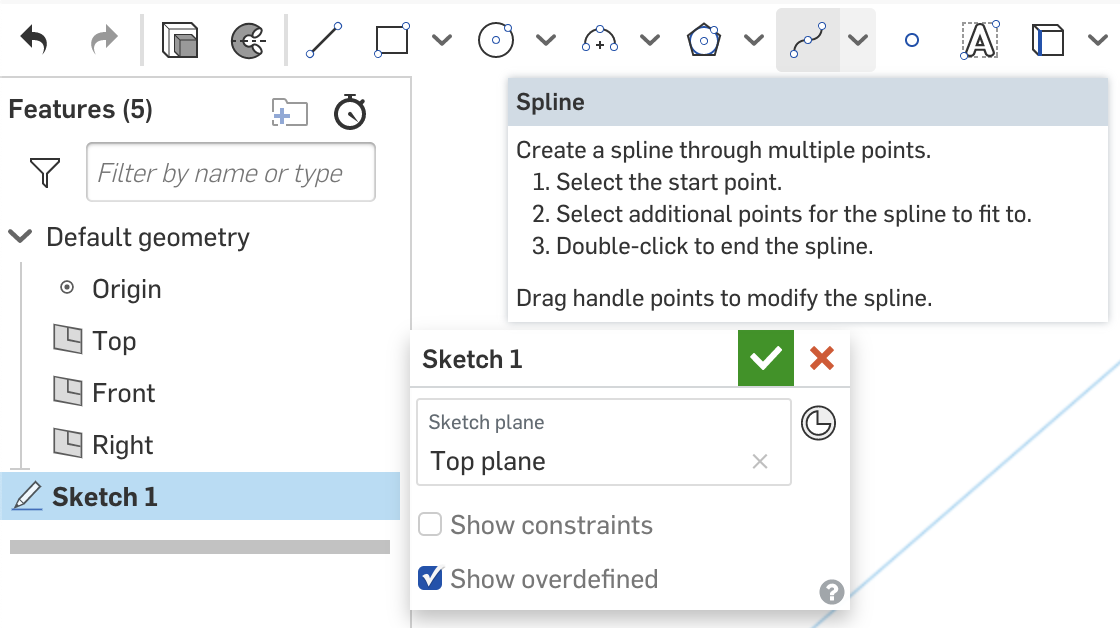 A
Features (5)
Filter by name or type
Default geometry
Origin
Top
Front
Right
Sketch 1
Spline
Create a spline through multiple points.
1. Select the start point.
2. Select additional points for the spline to fit to.
3. Double-click to end the spline.
Drag handle points to modify the spline.
Sketch 1
Sketch plane
Top plane
Show constraints
Show overdefined
?